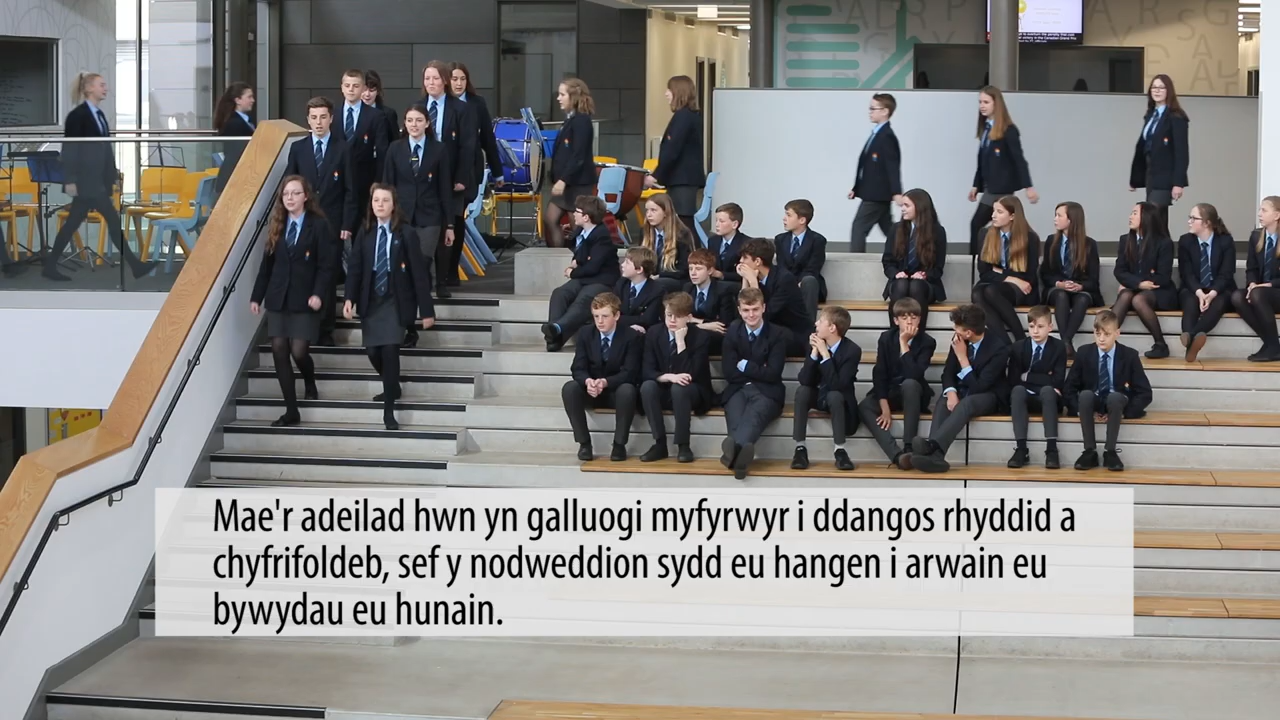 Mae'r adeilad hwn yn galluogi myfyrwyr i ddangos rhyddid a
chyfrifoldeb, sef y nodweddion sydd eu hangen i arwain eu
bywydau eu hunain.